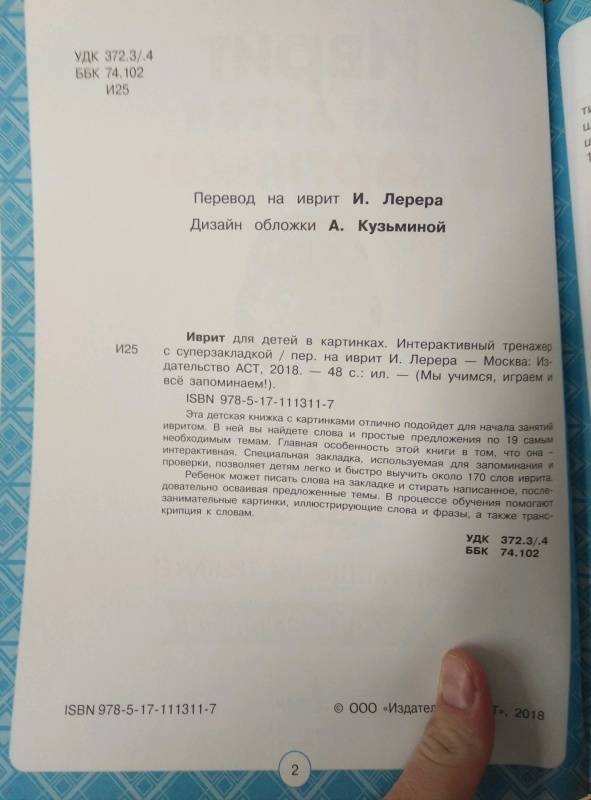 УДК 372.3/.4
ББК 74.102
И25
Перевод на иврит И. Лерера
Дизайн обложки А. Кузьминой
Иврит для детей в картинках. Интерактивный тренажер
И25 с суперзакладкой / пер. на иврит И. Лерера — Москва: Из-
дательство АСТ, 2018. — 48 с.: ил. — (Мы учимся, играем и
всё запоминаем!).
ISBN 978-5-17-111311-7
Эта детская книжка с картинками отлично подойдет для начала занятий
ивритом. В ней вы найдете слова и простые предложения по 19 самым
необходимым темам. Главная особенность этой книги в том, что она –
интерактивная. Специальная закладка, используемая для запоминания и
проверки, позволяет детям легко и быстро выучить около 170 слов иврита.
Ребенок может писать слова на закладке и стирать написанное, после-
довательно осваивая предложенные темы. В процессе обучения помогают
занимательные картинки, иллюстрирующие слова и фразы, а также транс-
крипция к словам.
УДК 372.3/.4
ББК 74.102
ISBN 978-5-17-111311-7
© ООО «Издател Т», 2018
2